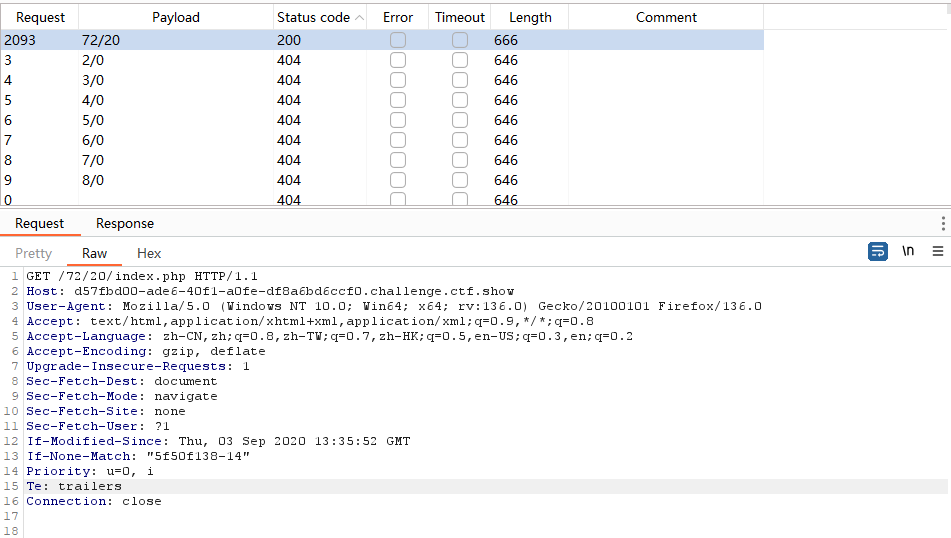 Request Payload Status code Error Timeout Length Comment
2093 72/20 200 666
3 2/0 404 646
4 3/0 404 646
5 4/0 404 646
6 5/0 404 646
7 6/0 404 646
8 7/0 404 646
9 8/0 404 646
0 404 646
Request Response
Pretty Raw Hex \n
1 GET /72/20/index.php HTTP/1.1
2 Host: d57fbd00-ade6-40f1-a0fe-df8a6bd6ccf0.challenge.ctf.show
3 User-Agent: Mozilla/5.0 (Windows NT 10.0; Win64; x64; rv:136.0) Gecko/20100101 Firefox/136.0
4 Accept: text/html,application/xhtml+xml,application/xml;q=0.9,*/*;q=0.8
5 Accept-Language: zh-CN,zh;q=0.8,zh-TW;q=0.7,zh-HK;q=0.5,en-US;q=0.3,en;q=0.2
6 Accept-Encoding: gzip, deflate
7 Upgrade-Insecure-Requests: 1
8 Sec-Fetch-Dest: document
9 Sec-Fetch-Mode: navigate
10 Sec-Fetch-Site: none
11 Sec-Fetch-User: ?1
12 If-Modified-Since: Thu, 03 Sep 2020 13:35:52 GMT
13 If-None-Match: "5f50f138-14"
14 Priority: u=0, i
15 Te: trailers
16 Connection: close
17
18